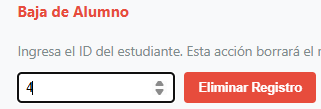 Baja de Alumno
Ingresa el ID del estudiante. Esta acción borrará el
4
Eliminar Registro